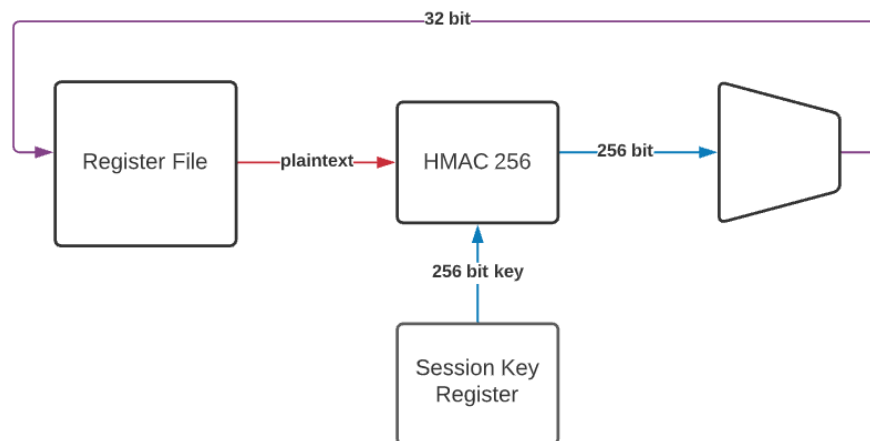 32 bit
Register File
plaintext
HMAC 256
256 bit
256 bit key
Session Key
Register